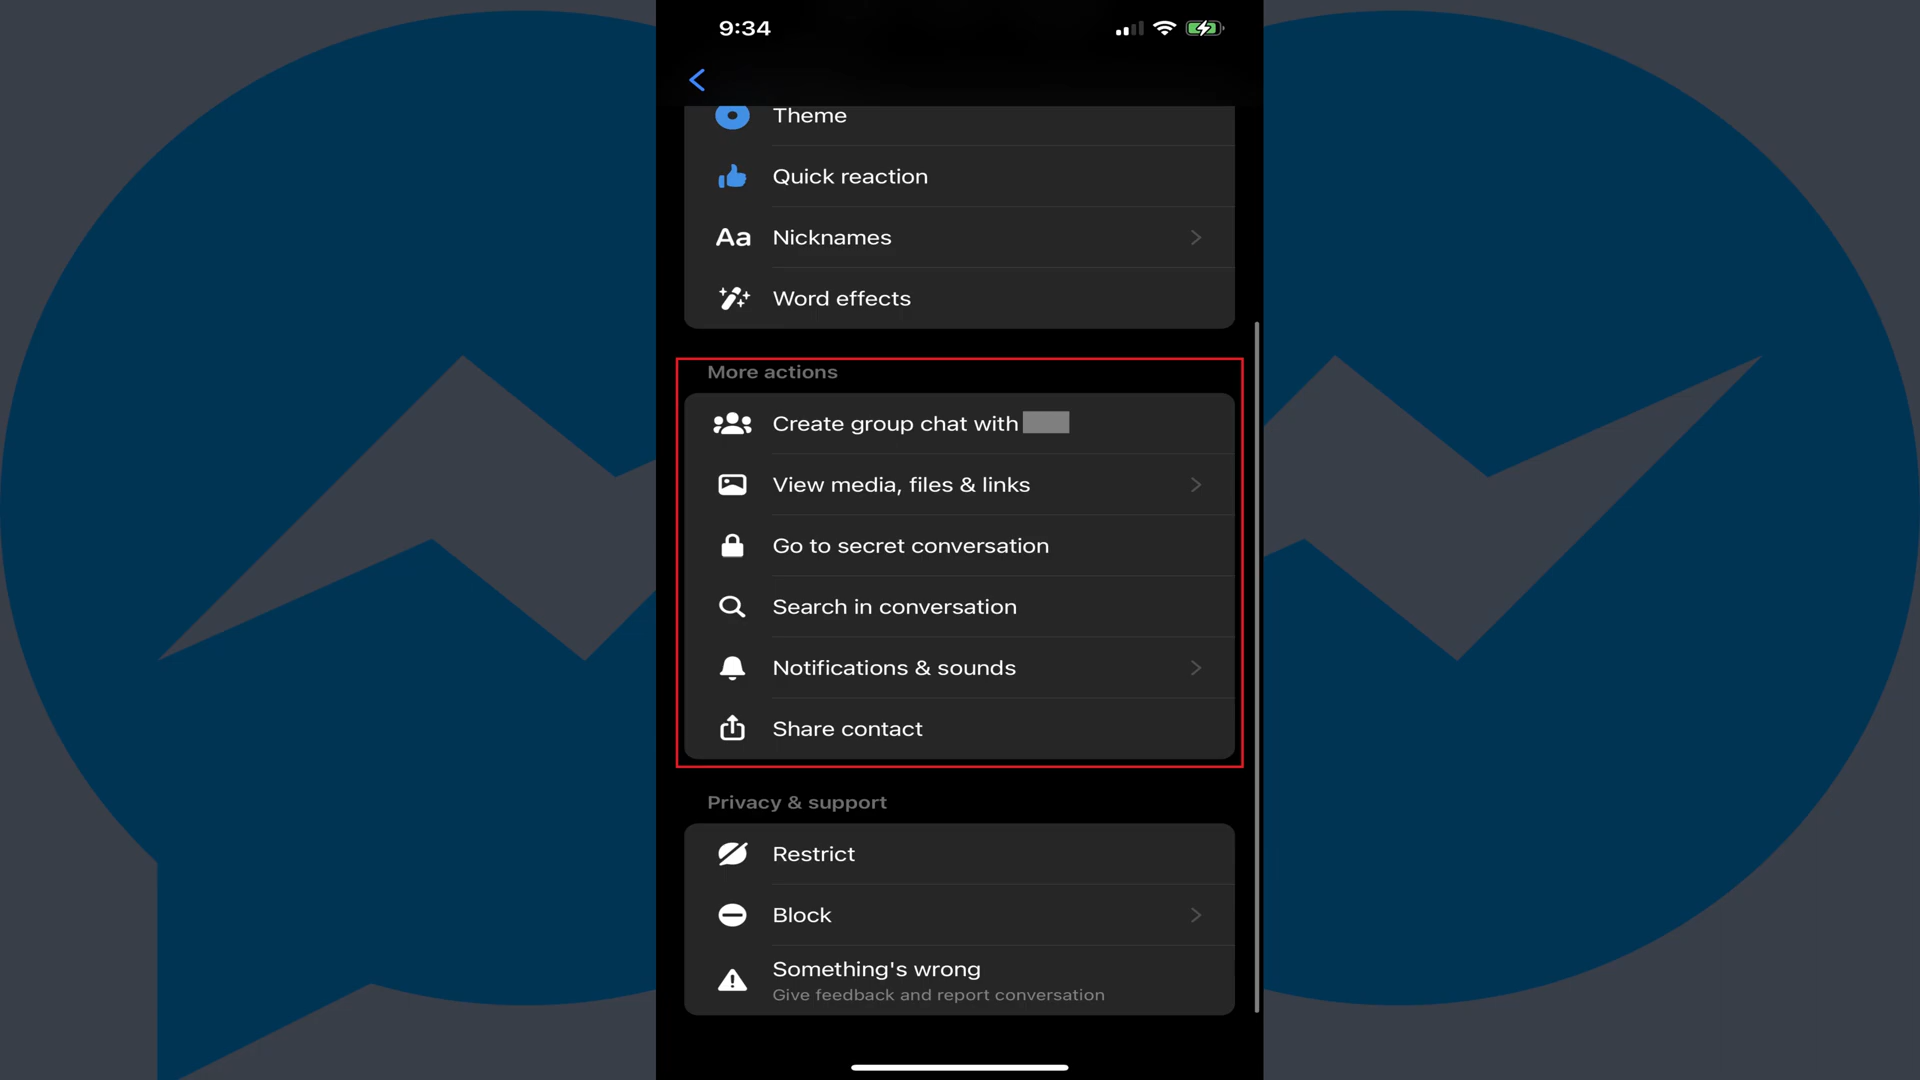 9:34
Theme
Quick reaction
Aa Nicknames
Word effects
More actions
Create group chat with
View media, files & links
Go to secret conversation
Search in conversation
Notifications & sounds
Share contact
Privacy & support
Restrict
Block
Something's wrong
Give feedback and report conversation